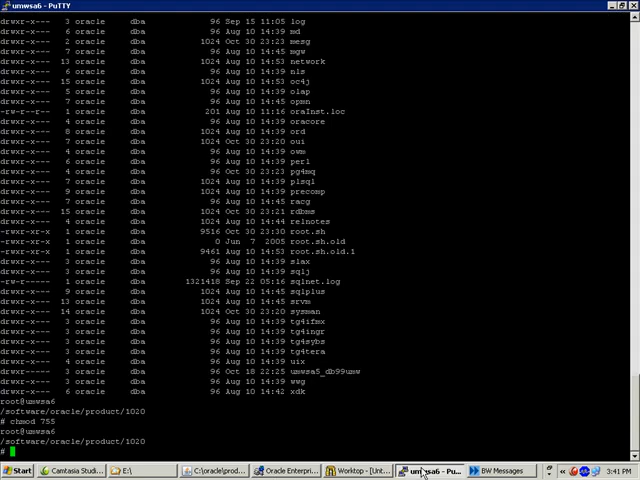 umwsa6 - PuTTY
drwxr-x--- 3 oracle dba 96 Sep 15 11:05 log
drwxr-x--- 6 oracle dba 96 Aug 10 14:39 md
drwxr-x--- 2 oracle dba 1024 Oct 30 23:23 mesg
drwxr-x--- 7 oracle dba 96 Aug 10 14:45 mgw
drwxr-x--- 13 oracle dba 1024 Aug 10 14:53 network
drwxr-x--- 6 oracle dba 96 Aug 10 14:39 nls
drwxr-x--- 15 oracle dba 1024 Aug 10 14:53 oc4j
drwxr-x--- 5 oracle dba 96 Aug 10 14:39 olap
drwxr-x--- 7 oracle dba 96 Aug 10 14:45 opmn
-rw-r--r-- 1 oracle dba 201 Aug 10 11:16 oraInst.loc
drwxr-x--- 4 oracle dba 96 Aug 10 14:39 oracore
drwxr-x--- 8 oracle dba 96 Aug 10 14:39 ord
drwxr-x--- 7 oracle dba 1024 Oct 30 23:20 oui
drwxr-x--- 4 oracle dba 96 Aug 10 14:39 owm
drwxr-x--- 6 oracle dba 96 Aug 10 14:39 perl
drwxr-x--- 4 oracle dba 96 Oct 30 23:23 pg4mq
drwxr-x--- 7 oracle dba 96 Aug 10 14:39 plsql
drwxr-x--- 9 oracle dba 1024 Aug 10 14:39 precomp
drwxr-x--- 7 oracle dba 96 Aug 10 14:45 racg
drwxr-x--- 15 oracle dba 1024 Oct 30 23:21 rdbms
drwxr-x--- 4 oracle dba 96 Aug 10 14:44 relnotes
-rwxr-xr-x 1 oracle dba 9516 Oct 30 23:30 root.sh
-rwxr-xr-x 1 oracle dba 0 Jun 7 2005 root.sh.old
-rwxr-xr-x 1 oracle dba 9461 Aug 10 14:53 root.sh.old.1
drwxr-x--- 3 oracle dba 96 Aug 10 14:39 slax
drwxr-x--- 3 oracle dba 96 Aug 10 14:39 sqlj
-rw-r----- 1 oracle dba 1321418 Sep 22 05:16 sqlnet.log
drwxr-x--- 9 oracle dba 1024 Aug 10 14:39 sqlplus
drwxr-x--- 13 oracle dba 1024 Aug 10 14:45 srvm
drwxr-x--- 14 oracle dba 1024 Oct 30 23:20 sysman
drwxr-x--- 3 oracle dba 96 Aug 10 14:39 tg4ifmx
drwxr-x--- 3 oracle dba 96 Aug 10 14:39 tg4ingr
drwxr-x--- 3 oracle dba 96 Aug 10 14:39 tg4sybs
drwxr-x--- 3 oracle dba 96 Aug 10 14:39 tg4tera
drwxr-x--- 4 oracle dba 96 Aug 10 14:39 uix
drwxr----- 3 oracle dba 96 Oct 18 22:25 umwsa5_db99umw
drwxr-x--- 3 oracle dba 96 Aug 10 14:39 wwg
drwxr-x--- 6 oracle dba 96 Aug 10 14:42 xdk
root@umwsa6
/software/oracle/product/1020
# chmod 755
root@umwsa6
/software/oracle/product/1020
#
Start Camtasia Studi... E:\ C:\oracle\prod... Oracle Enterpri... Worktop - [Unt... umwsa6 - Pu... BW Messages « 3:41 PM